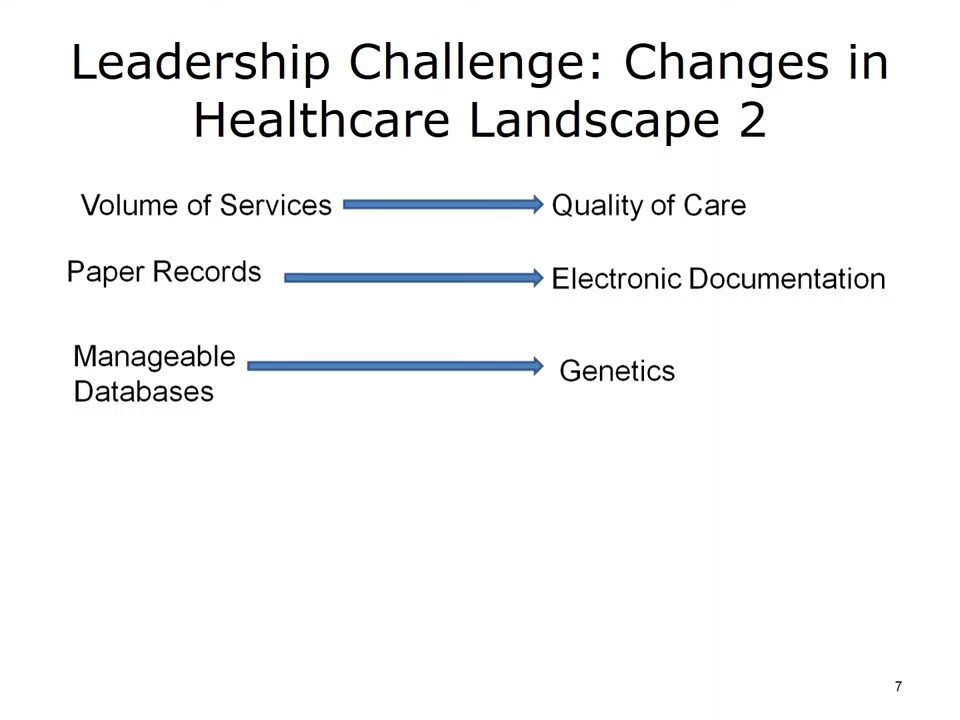 Leadership Challenge: Changes in
Healthcare Landscape 2
Volume of Services
Quality of Care
Paper Records
Electronic Documentation
Manageable
Databases
Genetics
7